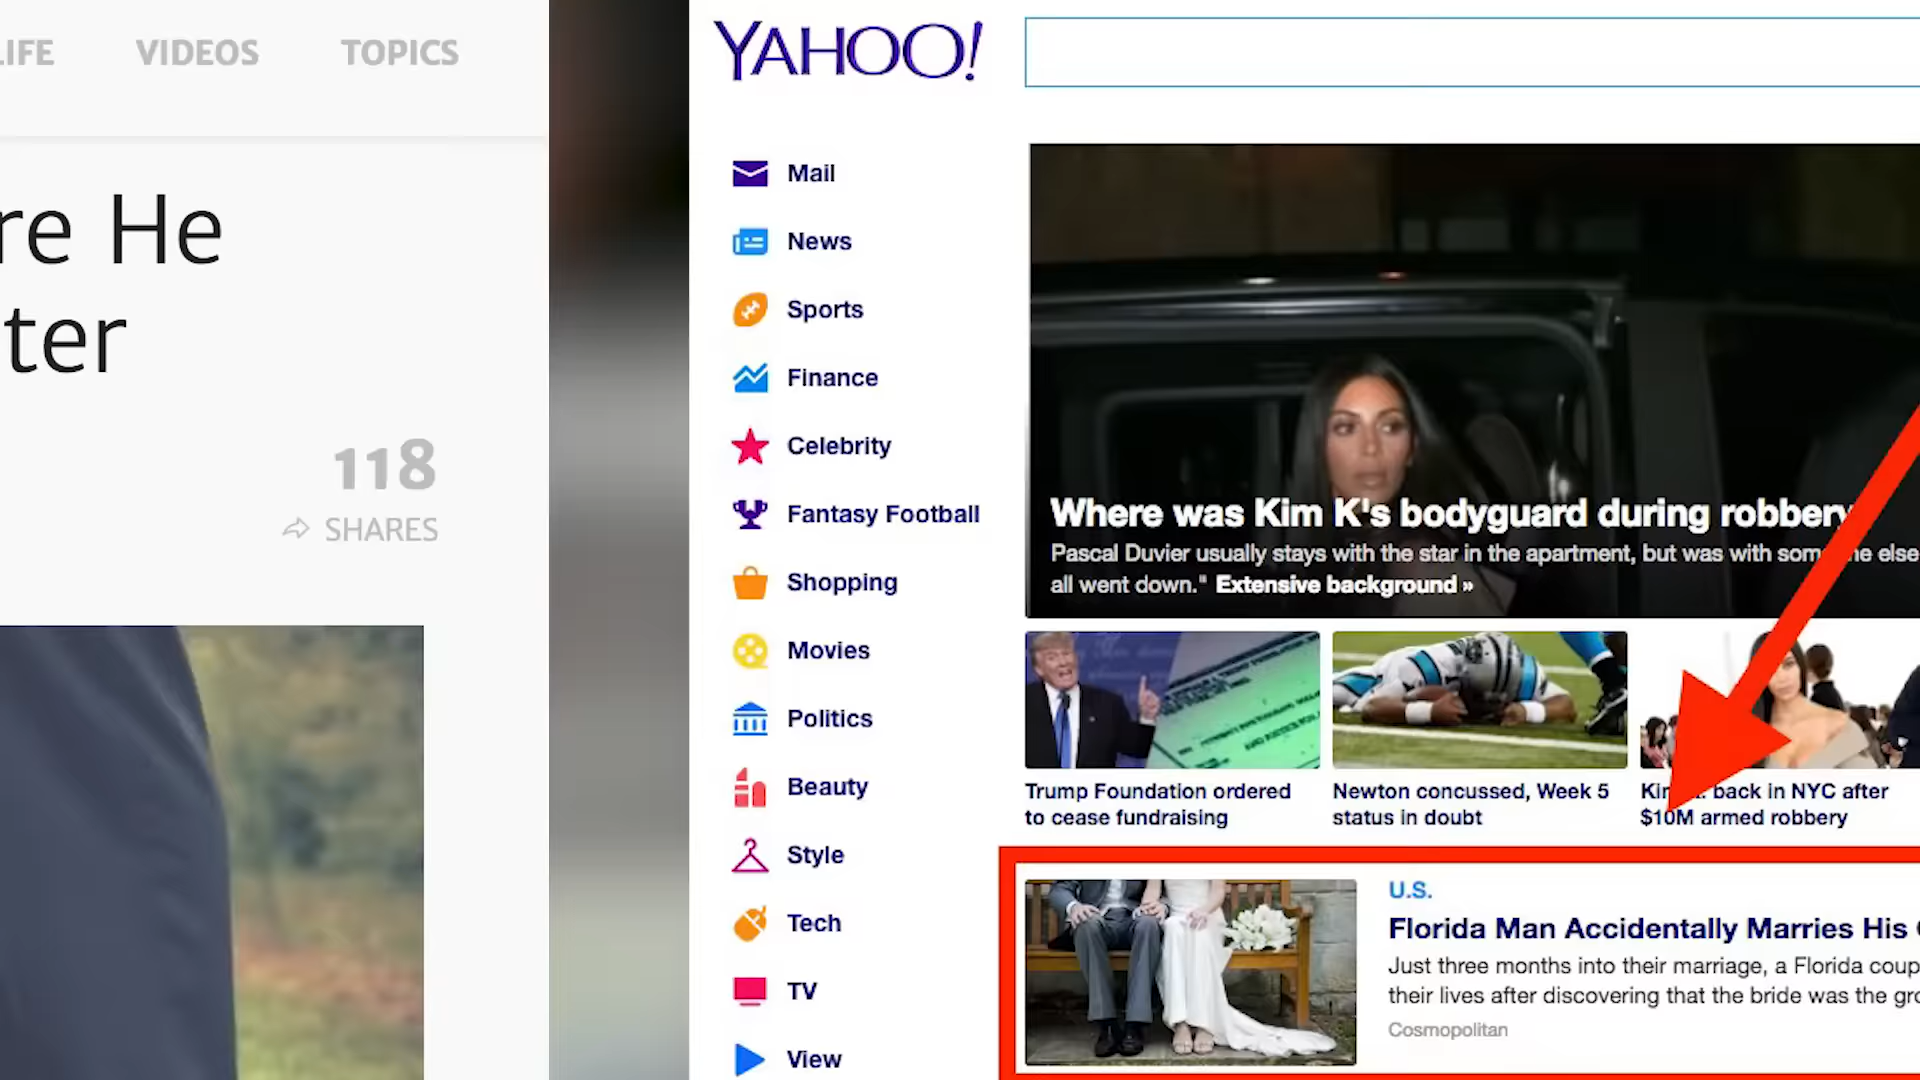 LIFE VIDEOS TOPICS
re He
ter
118
SHARES
YAHOO!
Mail
News
Sports
Finance
Celebrity
Fantasy Football
Shopping
Movies
Politics
Beauty
Style
Tech
TV
View
Where was Kim K's bodyguard during robbery
Pascal Duvier usually stays with the star in the apartment, but was with someone else
all went down." Extensive background »
Trump Foundation ordered
to cease fundraising
Newton concussed, Week 5
status in doubt
Kim K. back in NYC after
$10M armed robbery
U.S.
Florida Man Accidentally Marries His
Just three months into their marriage, a Florida coup
their lives after discovering that the bride was the gro
Cosmopolitan